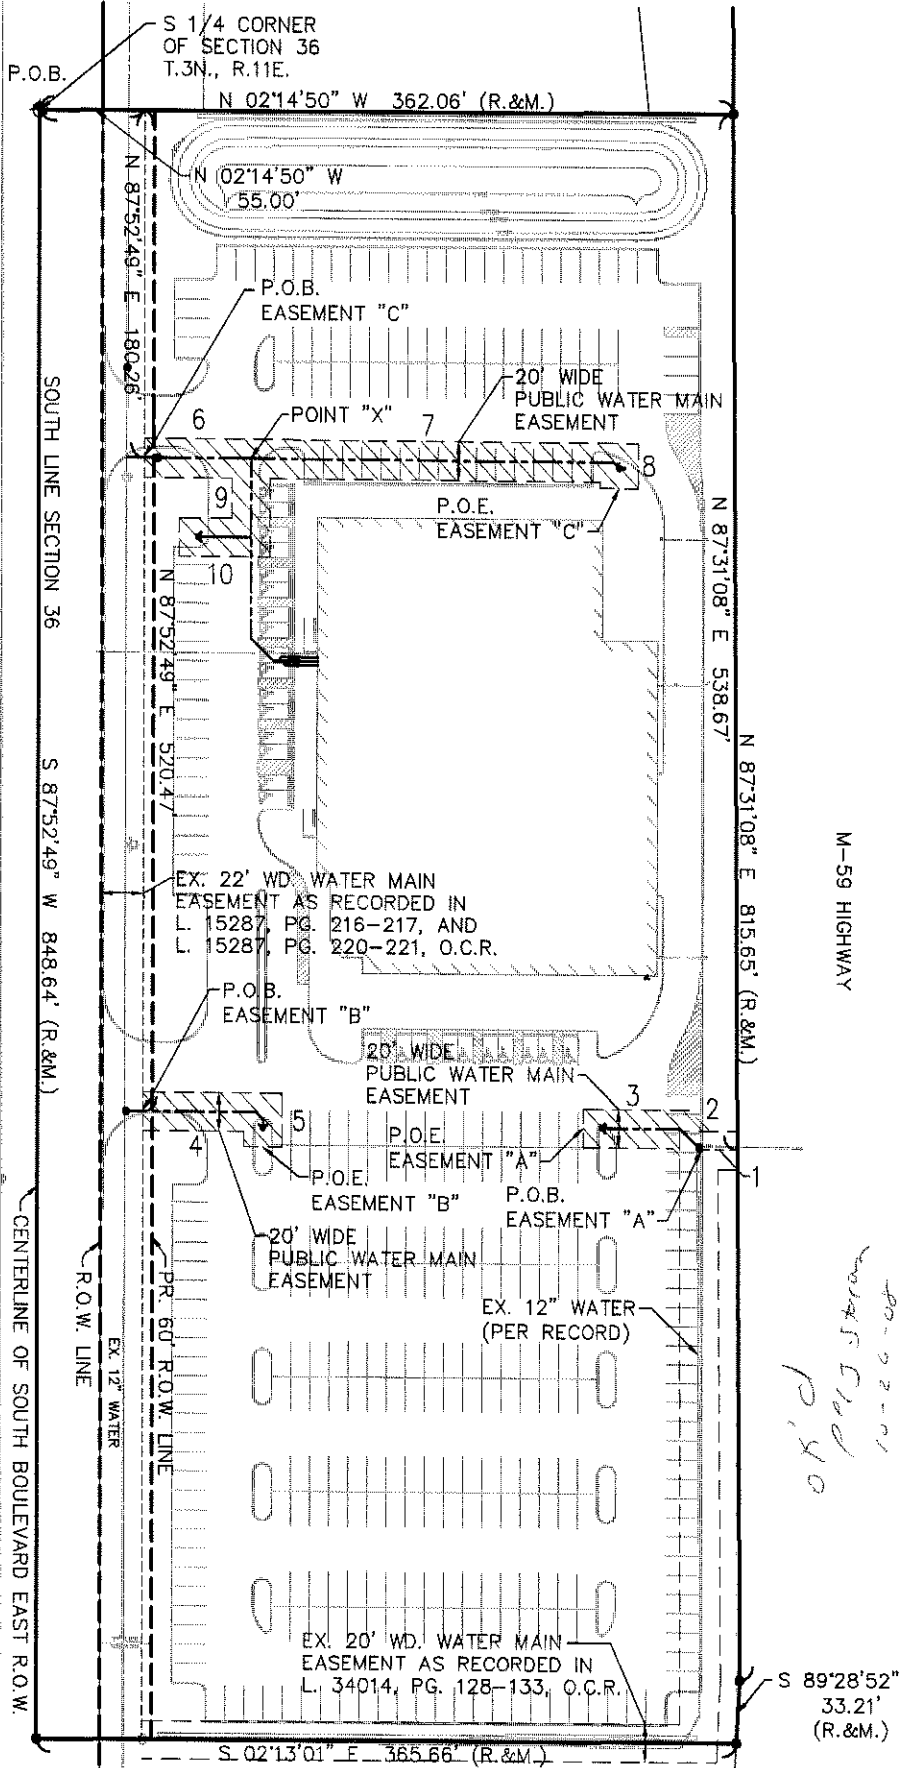 S 1/4 CORNER
OF SECTION 36
T.3N., R.11E.
P.O.B.
N 02°14'50" W 362.06' (R.&M.)
N 02°14'50" W
55.00'
N 87°52'49" E 180.26'
P.O.B.
EASEMENT "C"
20' WIDE
PUBLIC WATER MAIN
EASEMENT
6
POINT "X"
7
8
9
10
P.O.E.
EASEMENT "C"
SOUTH LINE SECTION 36
N 87°31'08" E 538.67'
N 87°52'49" E 520.47'
N 87°31'08" E 815.65' (R.&M.)
M-59 HIGHWAY
S 87°52'49" W 848.64' (R.&M.)
EX. 22' WD. WATER MAIN
EASEMENT AS RECORDED IN
L. 15287, PG. 216-217, AND
L. 15287, PG. 220-221, O.C.R.
P.O.B.
EASEMENT "B"
20' WIDE
PUBLIC WATER MAIN
EASEMENT
3
2
1
4
5
P.O.E.
EASEMENT "A"
P.O.E.
EASEMENT "B"
P.O.B.
EASEMENT "A"
20' WIDE
PUBLIC WATER MAIN
EASEMENT
EX. 12" WATER
(PER RECORD)
CENTERLINE OF SOUTH BOULEVARD EAST R.O.W.
R.O.W. LINE
EX. 12" WATER
PR. 60' R.O.W. LINE
OK'd
10-26-08
EX. 20' WD. WATER MAIN
EASEMENT AS RECORDED IN
L. 34014, PG. 128-133, O.C.R.
S 89°28'52"
33.21'
(R.&M.)
S 02°13'01" E 365.66' (R.&M.)